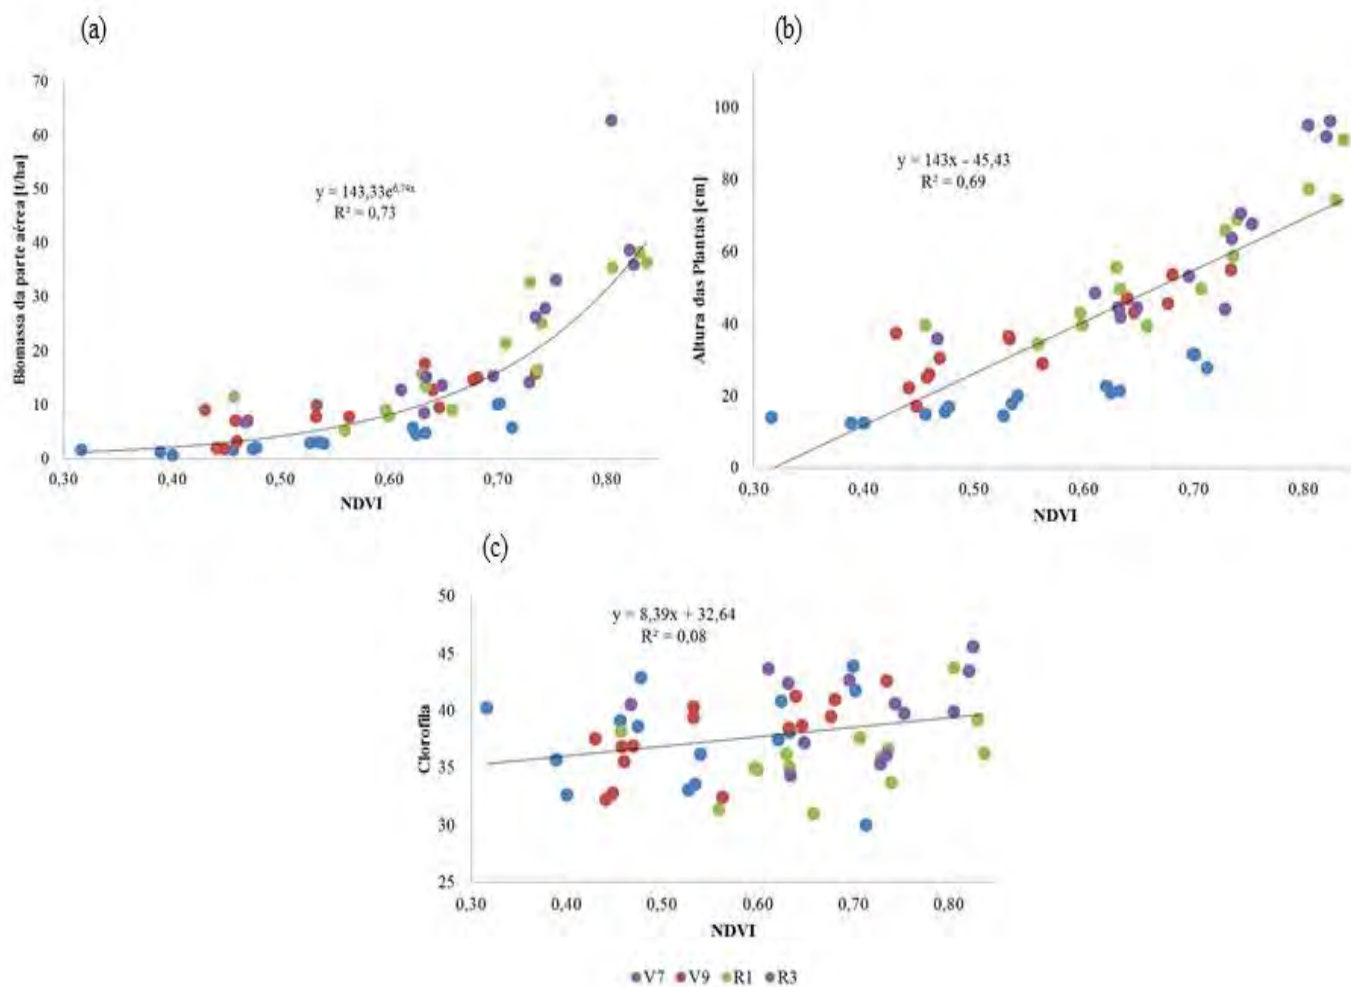 (a)
70
60
50
40
30
20
10
0
Biomassa da parte aérea [t/ha]
y = 143,33e^6,74x
R² = 0,73
0,30 0,40 0,50 0,60 0,70 0,80
NDVI
(b)
100
80
60
40
20
0
Altura das Plantas [cm]
y = 143x - 45,43
R² = 0,69
0,30 0,40 0,50 0,60 0,70 0,80
NDVI
(c)
50
45
40
35
30
25
Clorofila
y = 8,39x + 32,64
R² = 0,08
0,30 0,40 0,50 0,60 0,70 0,80
NDVI
V7 V9 R1 R3